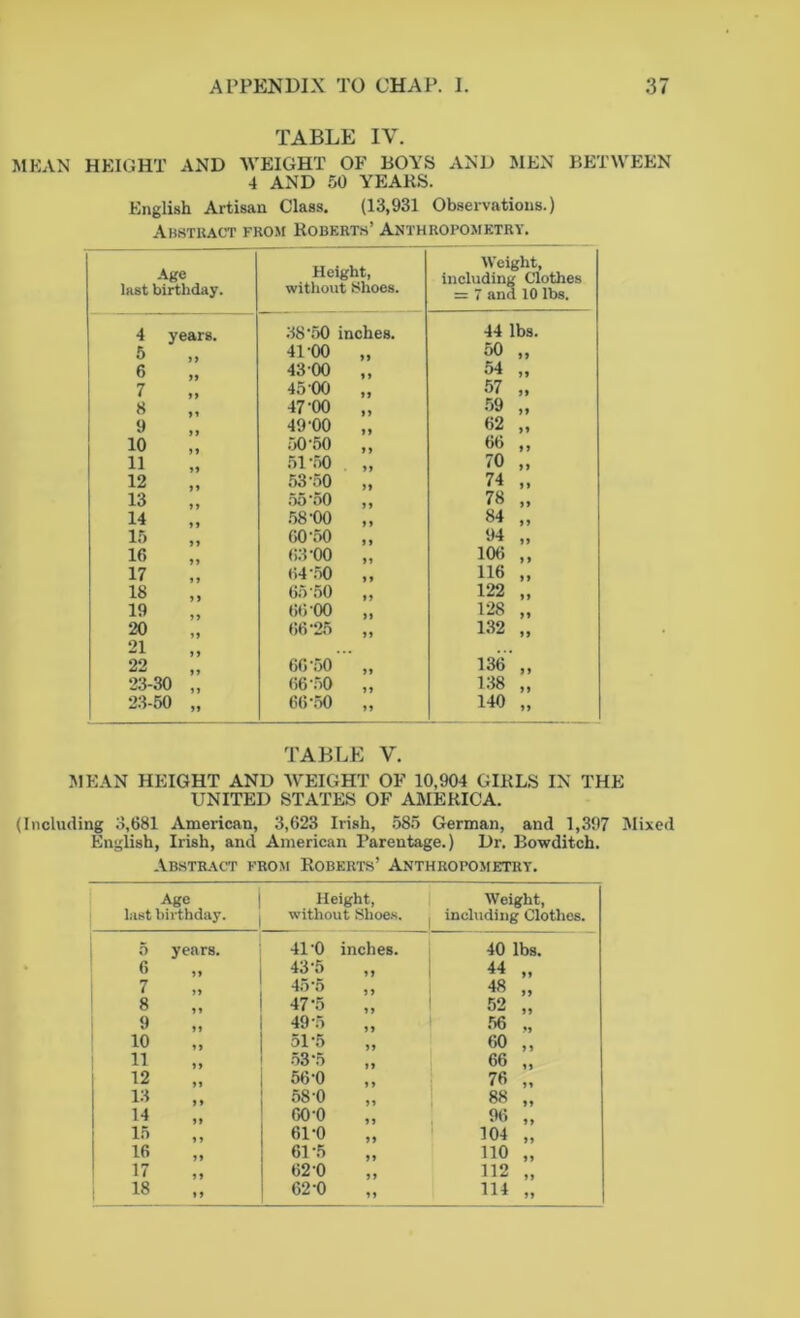 APPENDIX TO CHAP. I. 37
TABLE IV.
MEAN HEIGHT AND WEIGHT OF BOYS AND MEN BETWEEN
4 AND 50 YEARS.
English Artisan Class. (13,931 Observations.)
Abstract from Roberts' Anthropometry.
Age last birthday. Height, without Shoes. Weight, including Clothes = 7 and 10 lbs.
4 years. 38·50 inches. 44 lbs.
5 ,, 41·00 ,, 50 ,,
6 ,, 43·00 ,, 54 ,,
7 ,, 45·00 ,, 57 ,,
8 ,, 47·00 ,, 59 ,,
9 ,, 49·00 ,, 62 ,,
10 ,, 50·50 ,, 66 ,,
11 ,, 51·50 ,, 70 ,,
12 ,, 53·50 ,, 74 ,,
13 ,, 55·50 ,, 78 ,,
14 ,, 58·00 ,, 84 ,,
15 ,, 60·50 ,, 94 ,,
16 ,, 63·00 ,, 106 ,,
17 ,, 64·50 ,, 116 ,,
18 ,, 65·50 ,, 122 ,,
19 ,, 66·00 ,, 128 ,,
20 ,, 66·25 ,, 132 ,,
21 ,, ... ...
22 ,, 66·50 ,, 136 ,,
23-30 ,, 66·50 ,, 138 ,,
23-50 ,, 66·50 ,, 140 ,,
TABLE V.
MEAN HEIGHT AND WEIGHT OF 10,904 GIRLS IN THE
UNITED STATES OF AMERICA.
(Including 3,681 American, 3,623 Irish, 585 German, and 1,397 Mixed
English, Irish, and American Parentage.) Dr. Bowditch.
Abstract from Roberts' Anthropometry.
Age last birthday. Height, without Shoes. Weight, including Clothes.
5 years. 41·0 inches. 40 lbs.
6 ,, 43·5 ,, 44 ,,
7 ,, 45·5 ,, 48 ,,
8 ,, 47·5 ,, 52 ,,
9 ,, 49·5 ,, 56 ,,
10 ,, 51·5 ,, 60 ,,
11 ,, 53·5 ,, 66 ,,
12 ,, 56·0 ,, 76 ,,
13 ,, 58·0 ,, 88 ,,
14 ,, 60·0 ,, 96 ,,
15 ,, 61·0 ,, 104 ,,
16 ,, 61·5 ,, 110 ,,
17 ,, 62·0 ,, 112 ,,
18 ,, 62·0 ,, 114 ,,